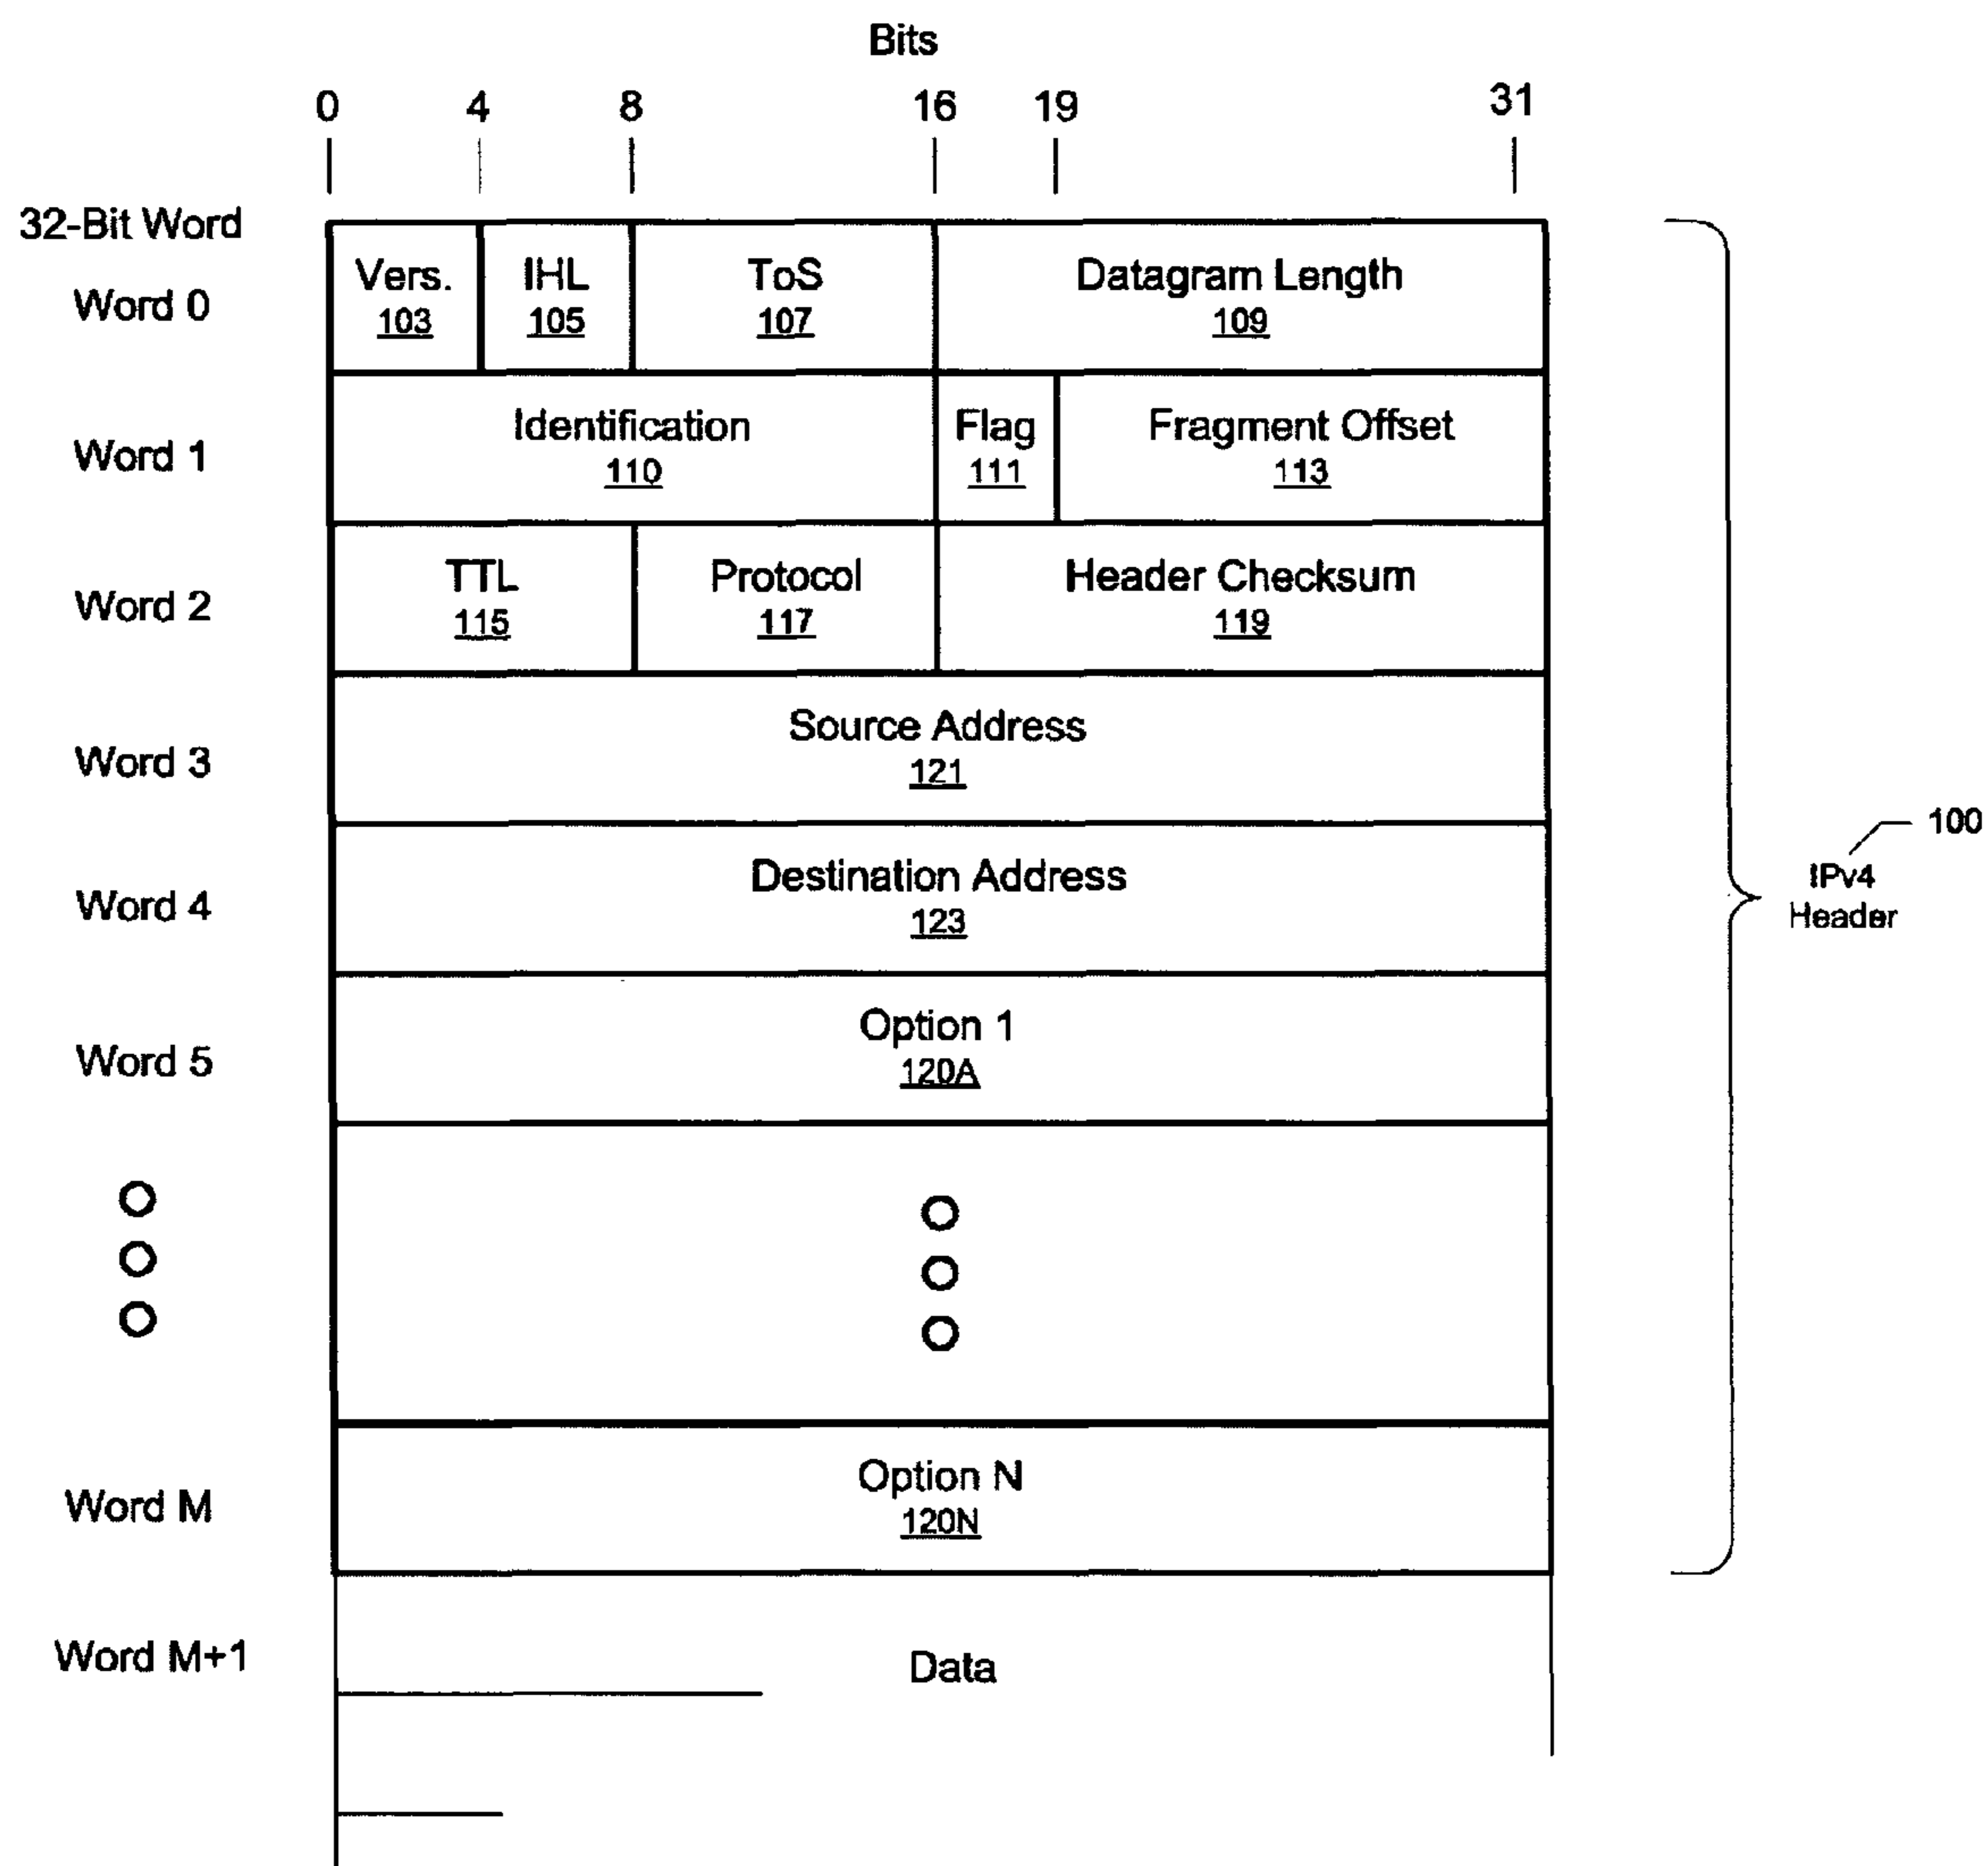 Bits
0 4 8 16 19 31
32-Bit Word
Word 0
Vers. IHL ToS Datagram Length
103 105 107 109
Word 1
Identification Flag Fragment Offset
110 111 113
Word 2
TTL Protocol Header Checksum
115 117 119
Word 3
Source Address
121
Word 4
Destination Address
123
100
IPv4
Header
Word 5
Option 1
120A
Word M
Option N
120N
Word M+1
Data